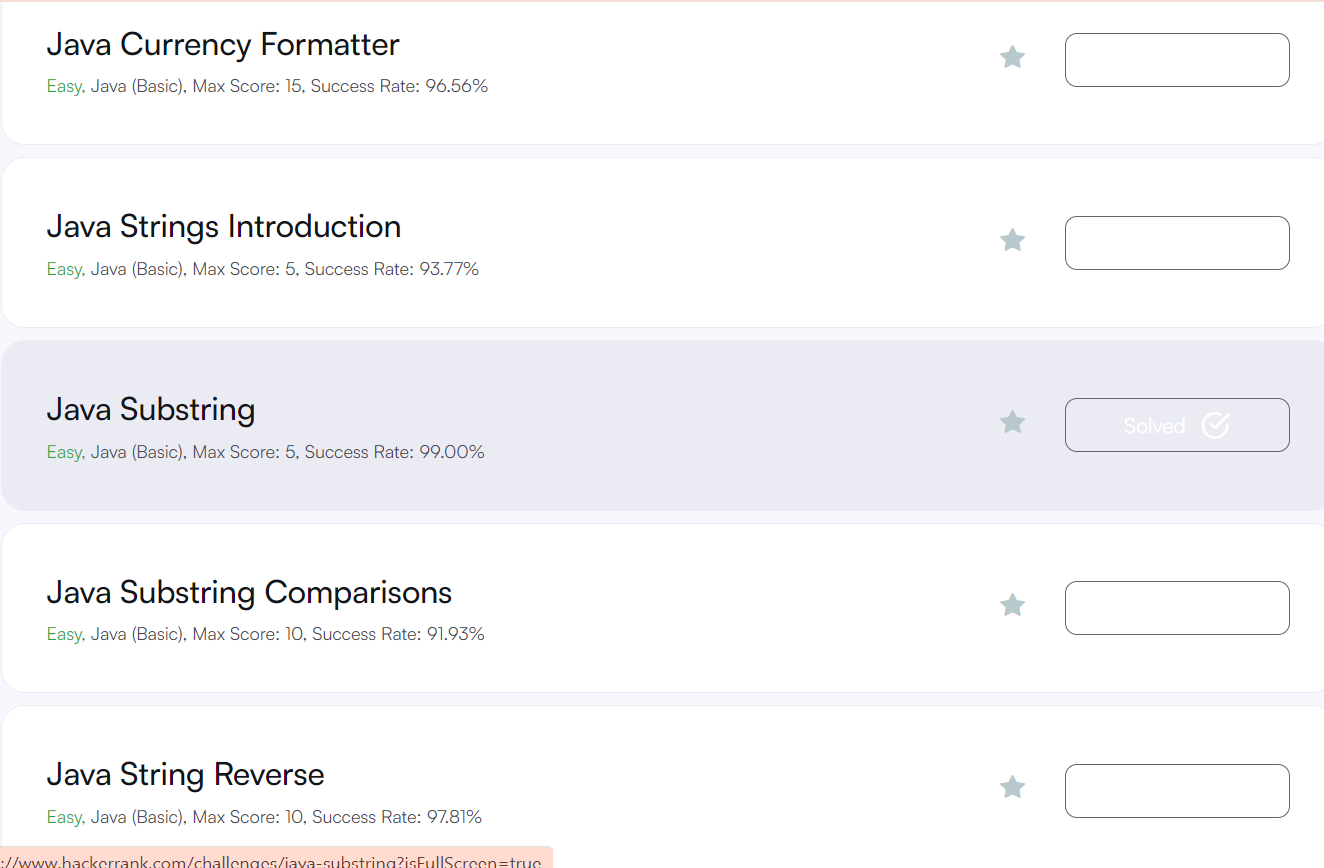 Java Currency Formatter
Easy, Java (Basic), Max Score: 15, Success Rate: 96.56%
Java Strings Introduction
Easy, Java (Basic), Max Score: 5, Success Rate: 93.77%
Java Substring
Easy, Java (Basic), Max Score: 5, Success Rate: 99.00%
Solved
Java Substring Comparisons
Easy, Java (Basic), Max Score: 10, Success Rate: 91.93%
Java String Reverse
Easy, Java (Basic), Max Score: 10, Success Rate: 97.81%
://www.hackerrank.com/challenges/java-substring?isFullScreen=true